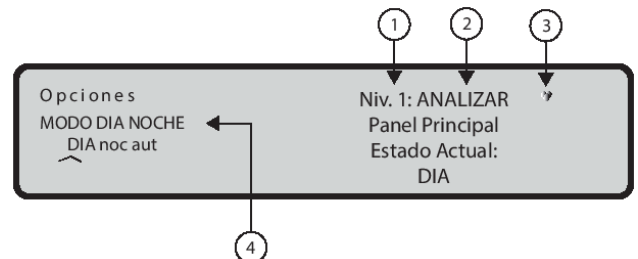 1
2
3
Opciones
MODO DIA NOCHE
DIA noc aut
Niv. 1: ANALIZAR
Panel Principal
Estado Actual:
DIA
4